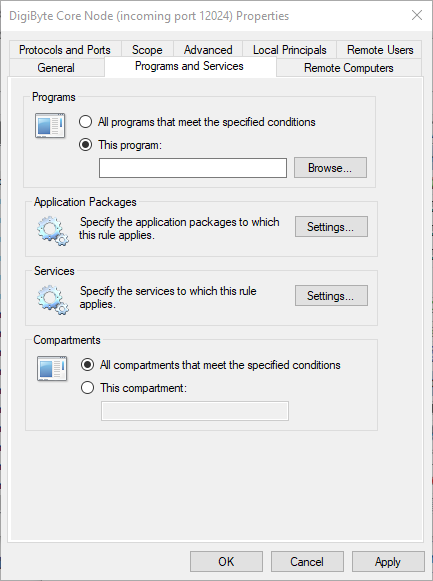 DigiByte Core Node (incoming port 12024) Properties
Protocols and Ports Scope Advanced Local Principals Remote Users
General Programs and Services Remote Computers
Programs
All programs that meet the specified conditions
This program:
Browse...
Application Packages
Specify the application packages to which
this rule applies.
Settings...
Services
Specify the services to which this rule
applies.
Settings...
Compartments
All compartments that meet the specified conditions
This compartment:
OK Cancel Apply